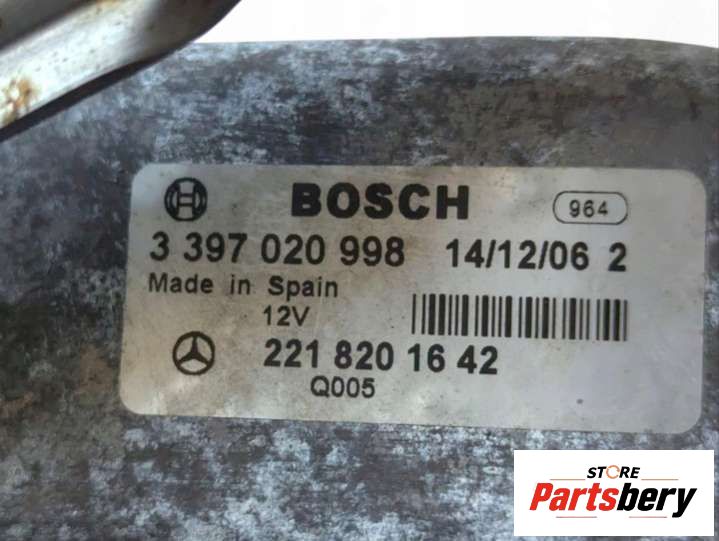 BOSCH 964
3 397 020 998 14/12/06 2
Made in Spain
12V
221 820 16 42
Q005
STORE
Partsbery